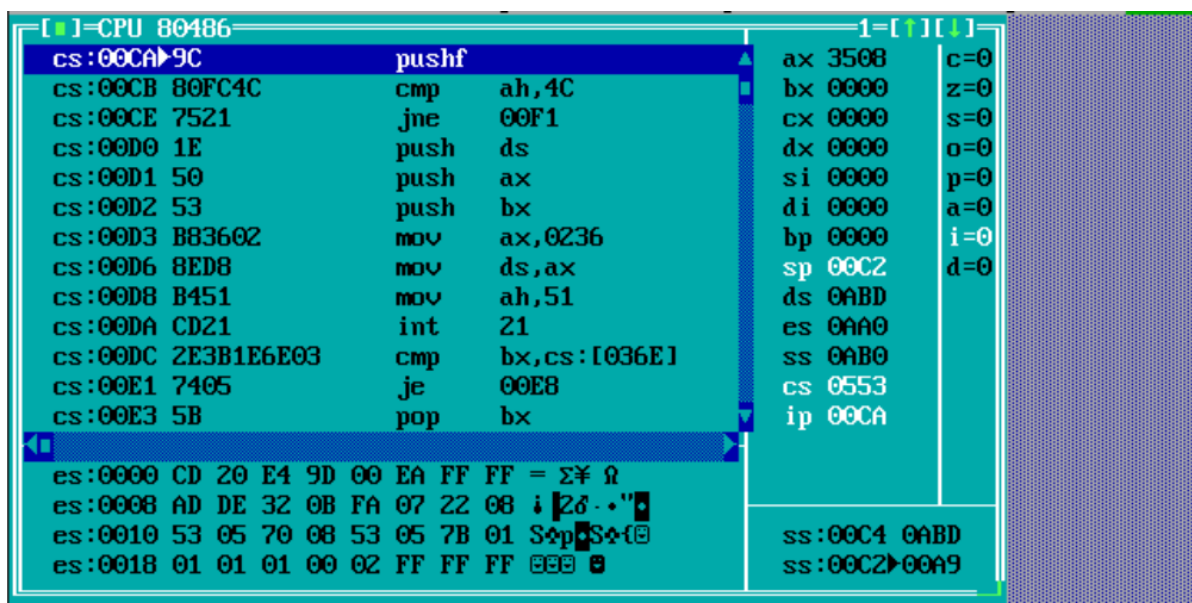 [■]=CPU 80486 1=[↑][↓]
cs:00CA►9C pushf ax 3508 c=0
cs:00CB 80FC4C cmp ah,4C bx 0000 z=0
cs:00CE 7521 jne 00F1 cx 0000 s=0
cs:00D0 1E push ds dx 0000 o=0
cs:00D1 50 push ax si 0000 p=0
cs:00D2 53 push bx di 0000 a=0
cs:00D3 B83602 mov ax,0236 bp 0000 i=0
cs:00D6 8ED8 mov ds,ax sp 00C2 d=0
cs:00D8 B451 mov ah,51 ds 0ABD
cs:00DA CD21 int 21 es 0AA0
cs:00DC 2E3B1E6E03 cmp bx,cs:[036E] ss 0AB0
cs:00E1 7405 je 00E8 cs 0553
cs:00E3 5B pop bx ip 00CA
es:0000 CD 20 E4 9D 00 EA FF FF = Σ¥ Ω
es:0008 AD DE 32 0B FA 07 22 08 ¡▐2♂·•"◘
es:0010 53 05 70 08 53 05 7B 01 S♣p◘S♣{☺ ss:00C4 0ABD
es:0018 01 01 01 00 02 FF FF FF ☺☺☺ ☻ ss:00C2►00A9